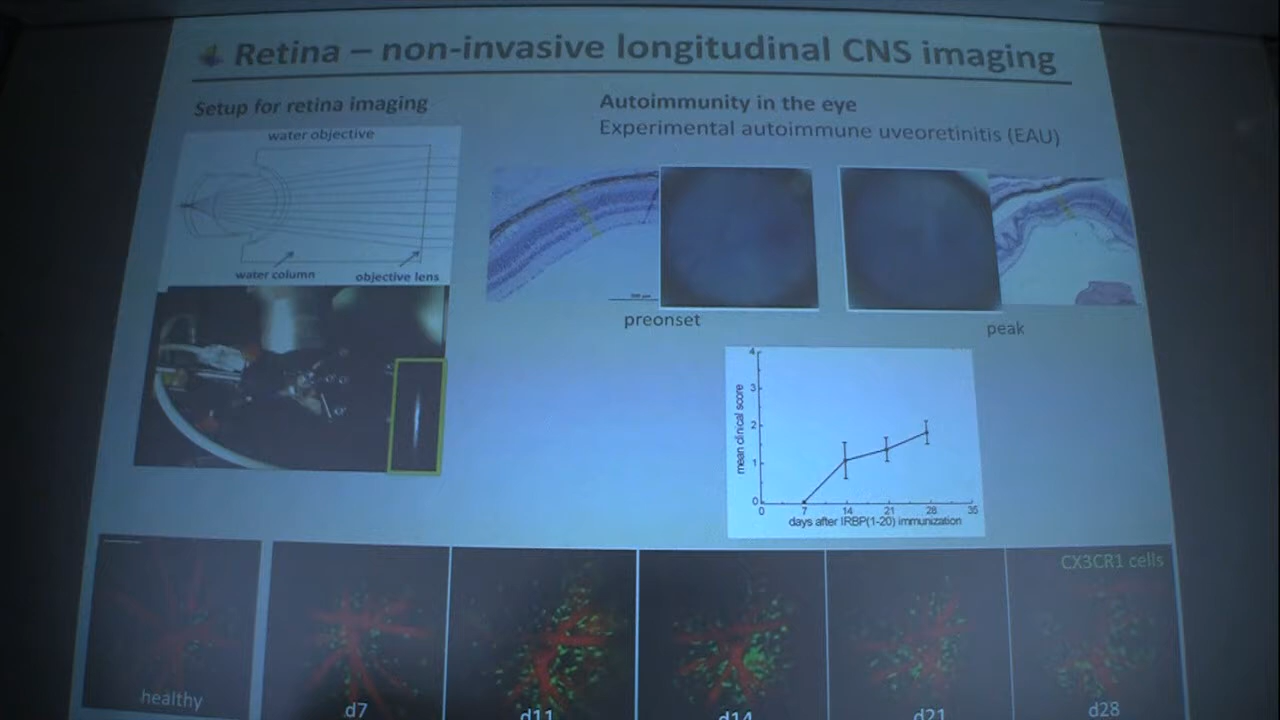 Retina – non-invasive longitudinal CNS imaging
Setup for retina imaging
water objective
water column
objective lens
Autoimmunity in the eye
Experimental autoimmune uveoretinitis (EAU)
preonset
peak
mean clinical score
4
3
2
1
0
0 7 14 21 28 35
days after IRBP(1-20) immunization
CX3CR1 cells
healthy
d7
d11
d14
d21
d28